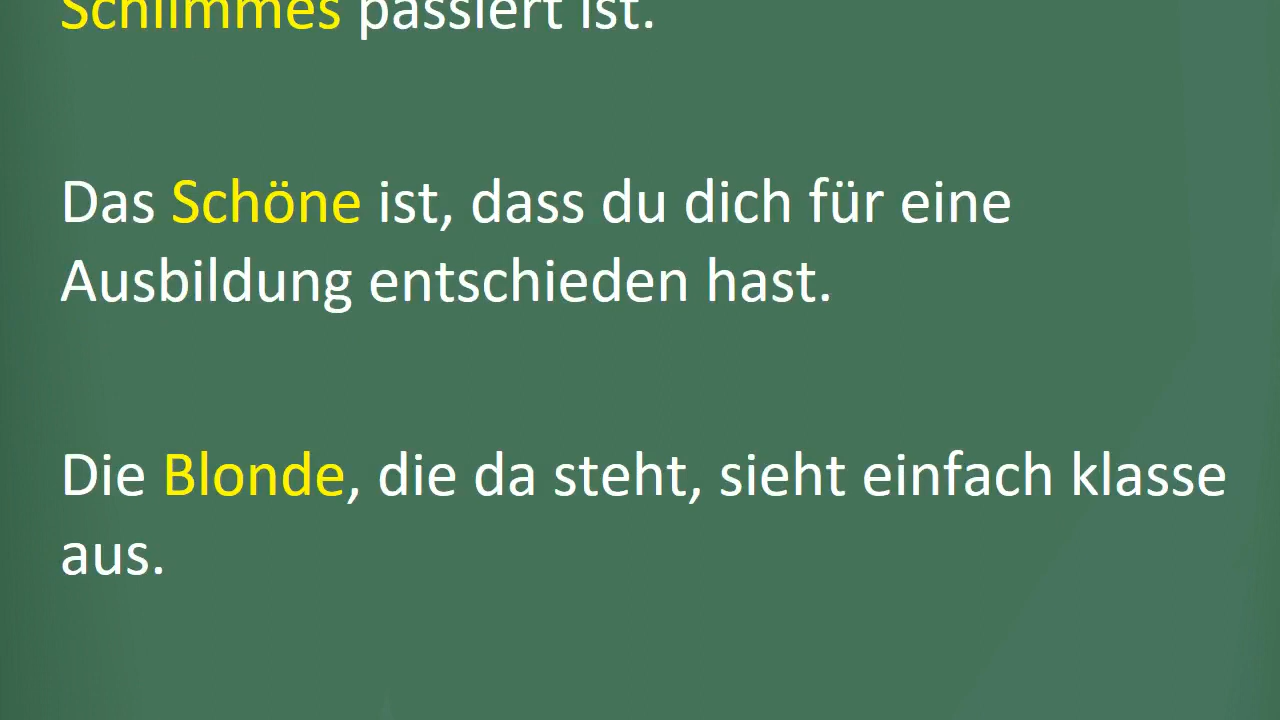 Schlimmes passiert ist.
Das Schöne ist, dass du dich für eine
Ausbildung entschieden hast.
Die Blonde, die da steht, sieht einfach klasse
aus.